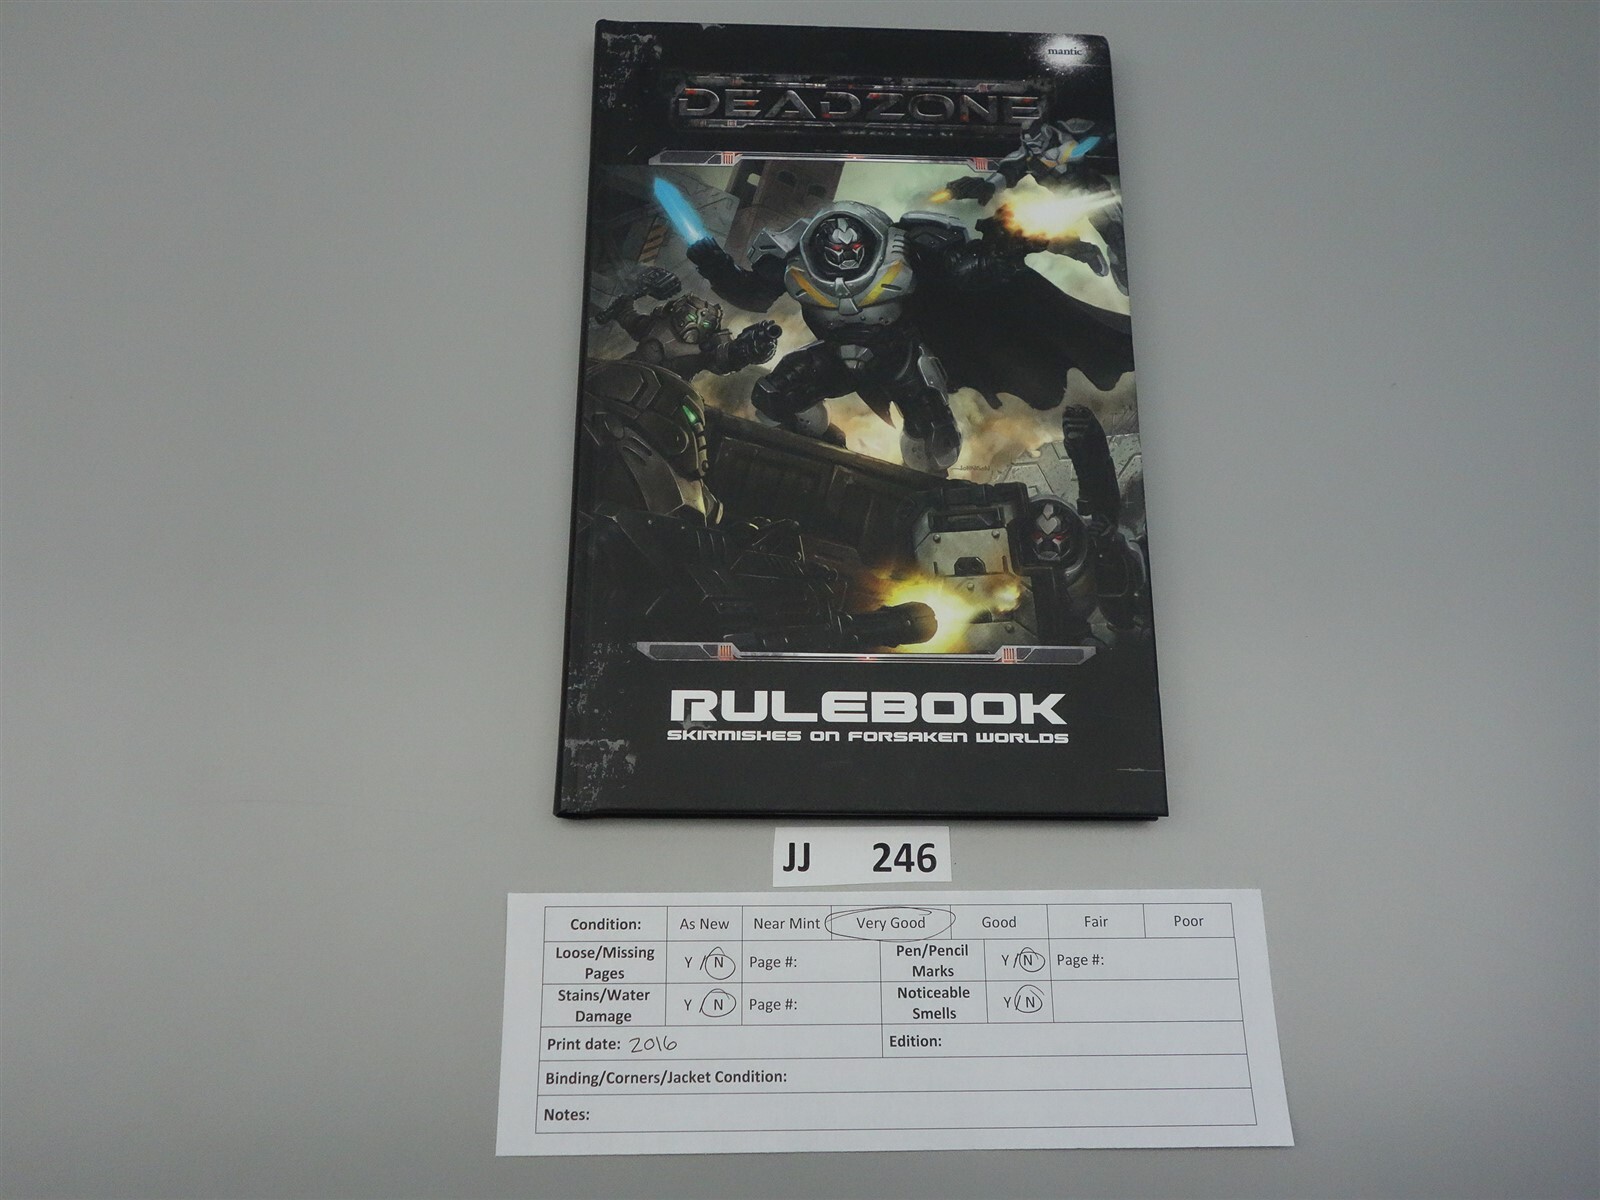 mantic
DEADZONE
RULEBOOK
SKIRMISHES ON FORSAKEN WORLDS
JJ 246
Condition: As New Near Mint Very Good Good Fair Poor
Loose/Missing Pages Y / N Page #: Pen/Pencil Marks Y / N Page #:
Stains/Water Damage Y / N Page #: Noticeable Smells Y / N
Print date: 2016 Edition:
Binding/Corners/Jacket Condition:
Notes: